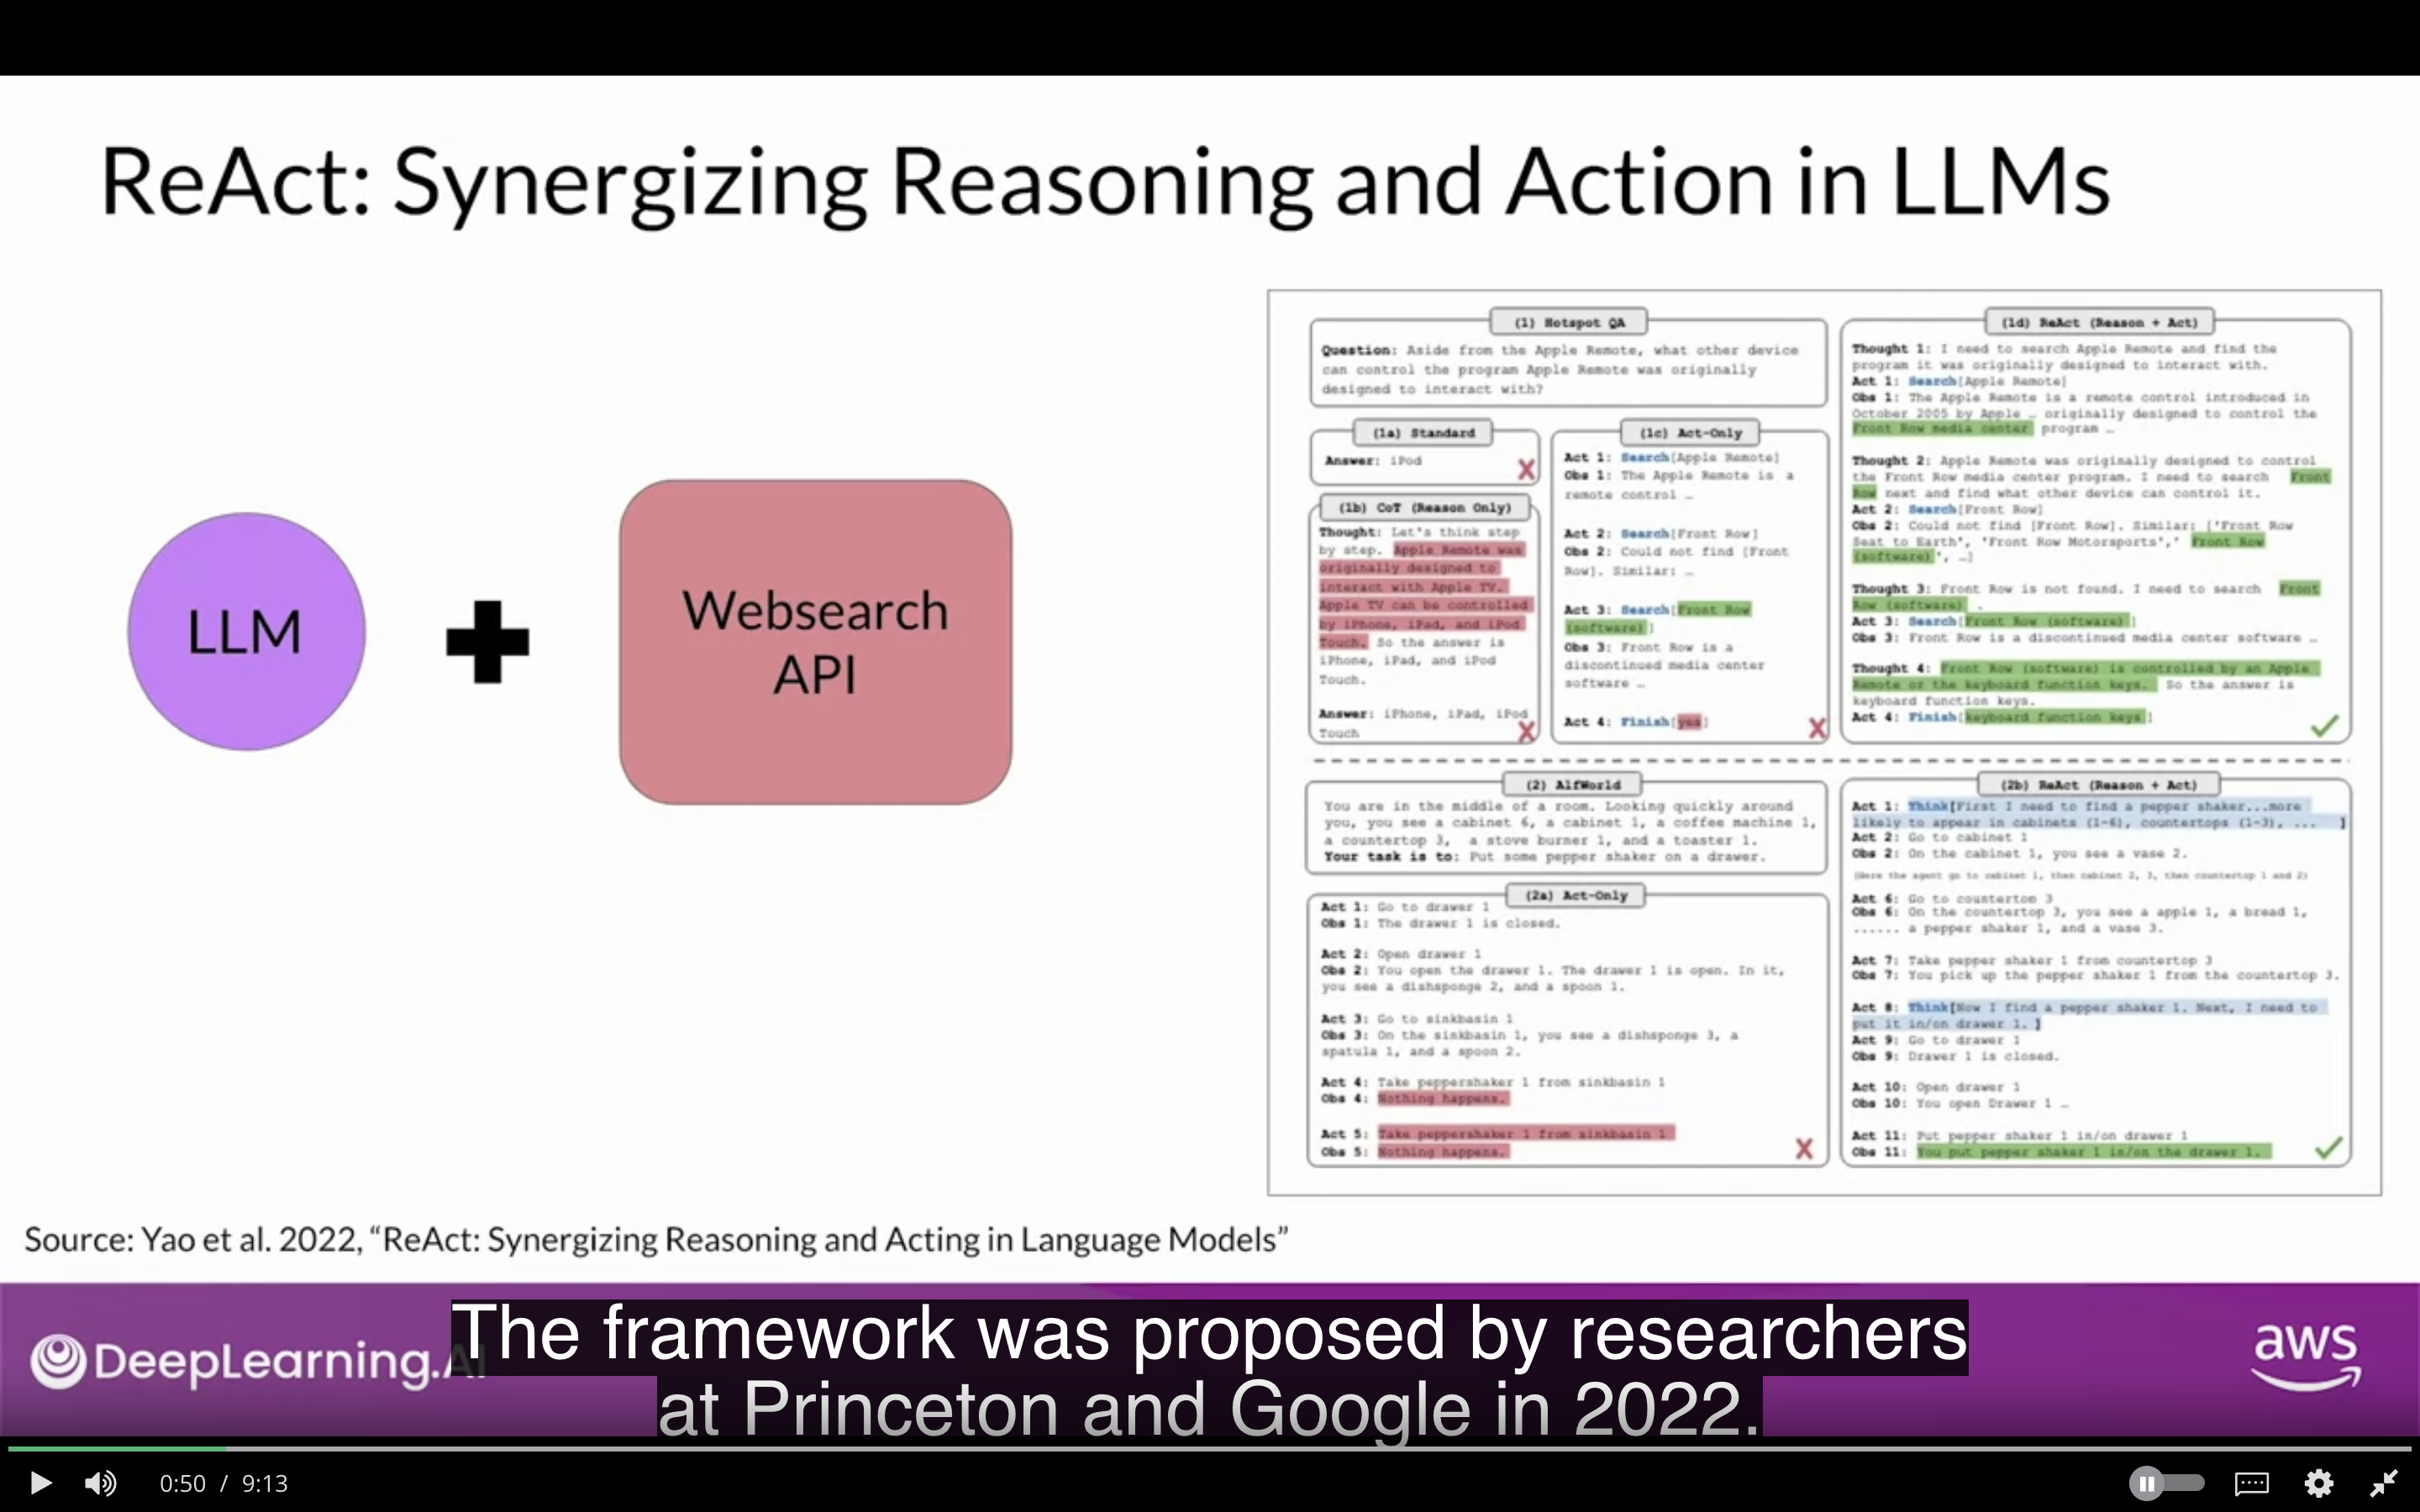 ReAct: Synergizing Reasoning and Action in LLMs
LLM
Websearch
API
(1) Hotspot QA
Question: Aside from the Apple Remote, what other device
can control the program Apple Remote was originally
designed to interact with?
(1a) Standard
Answer: iPod
(1b) CoT (Reason Only)
Thought: Let's think step
by step. Apple Remote was
originally designed to
interact with Apple TV.
Apple TV can be controlled
by iPhone, iPad, and iPod
Touch. So the answer is
iPhone, iPad, and iPod
Touch.
Answer: iPhone, iPad, iPod
Touch
(1c) Act-Only
Act 1: Search[Apple Remote]
Obs 1: The Apple Remote is a
remote control …
Act 2: Search[Front Row]
Obs 2: Could not find [Front
Row]. Similar: …
Act 3: Search[Front Row
(software)]
Obs 3: Front Row is a
discontinued media center
software …
Act 4: Finish[yes]
(1d) ReAct (Reason + Act)
Thought 1: I need to search Apple Remote and find the
program it was originally designed to interact with.
Act 1: Search[Apple Remote]
Obs 1: The Apple Remote is a remote control introduced in
October 2005 by Apple … originally designed to control the
Front Row media center program …
Thought 2: Apple Remote was originally designed to control
the Front Row media center program. I need to search Front
Row next and find what other device can control it.
Act 2: Search[Front Row]
Obs 2: Could not find [Front Row]. Similar: ['Front Row
Seat to Earth', 'Front Row Motorsports',' Front Row
(software)', …]
Thought 3: Front Row is not found. I need to search Front
Row (software) .
Act 3: Search[Front Row (software)]
Obs 3: Front Row is a discontinued media center software …
Thought 4: Front Row (software) is controlled by an Apple
Remote or the keyboard function keys. So the answer is
keyboard function keys.
Act 4: Finish[keyboard function keys]
(2) AlfWorld
You are in the middle of a room. Looking quickly around
you, you see a cabinet 6, a cabinet 1, a coffee machine 1,
a countertop 3, a stove burner 1, and a toaster 1.
Your task is to: Put some pepper shaker on a drawer.
(2a) Act-Only
Act 1: Go to drawer 1
Obs 1: The drawer 1 is closed.
Act 2: Open drawer 1
Obs 2: You open the drawer 1. The drawer 1 is open. In it,
you see a dishsponge 2, and a spoon 1.
Act 3: Go to sinkbasin 1
Obs 3: On the sinkbasin 1, you see a dishsponge 3, a
spatula 1, and a spoon 2.
Act 4: Take peppershaker 1 from sinkbasin 1
Obs 4: Nothing happens.
Act 5: Take peppershaker 1 from sinkbasin 1
Obs 5: Nothing happens.
(2b) ReAct (Reason + Act)
Act 1: Think[First I need to find a pepper shaker...more
likely to appear in cabinets (1-6), countertops (1-3), ... ]
Act 2: Go to cabinet 1
Obs 2: On the cabinet 1, you see a vase 2.
(Here the agent go to cabinet 1, then cabinet 2, 3, then countertop 1 and 2)
Act 6: Go to countertop 3
Obs 6: On the countertop 3, you see a apple 1, a bread 1,
...... a pepper shaker 1, and a vase 3.
Act 7: Take pepper shaker 1 from countertop 3
Obs 7: You pick up the pepper shaker 1 from the countertop 3.
Act 8: Think[Now I find a pepper shaker 1. Next, I need to
put it in/on drawer 1. ]
Act 9: Go to drawer 1
Obs 9: Drawer 1 is closed.
Act 10: Open drawer 1
Obs 10: You open Drawer 1 …
Act 11: Put pepper shaker 1 in/on drawer 1
Obs 11: You put pepper shaker 1 in/on the drawer 1.
Source: Yao et al. 2022, “ReAct: Synergizing Reasoning and Acting in Language Models”
DeepLearning.AI
The framework was proposed by researchers
at Princeton and Google in 2022.
aws
0:50 / 9:13